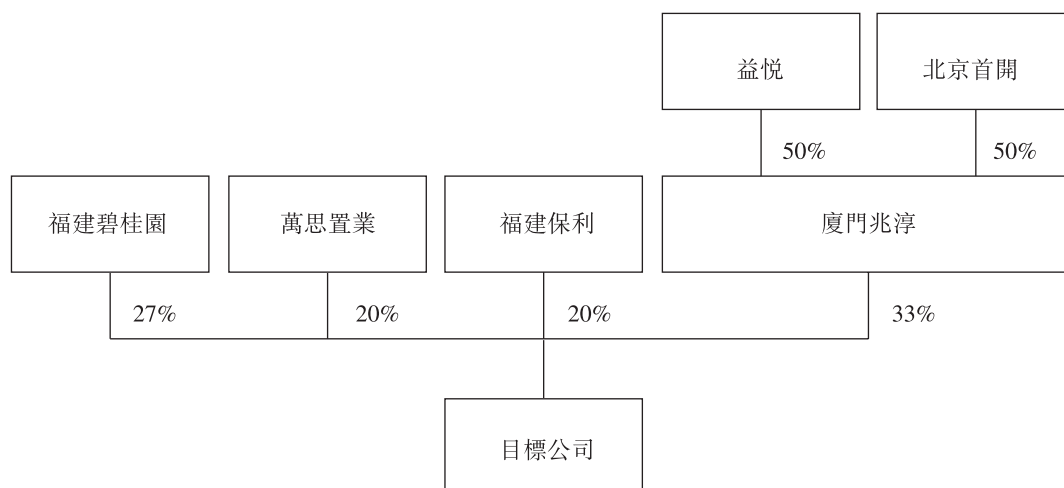 益悦
北京首開
50%
50%
福建碧桂園
萬思置業
福建保利
廈門兆淳
27%
20%
20%
33%
目標公司